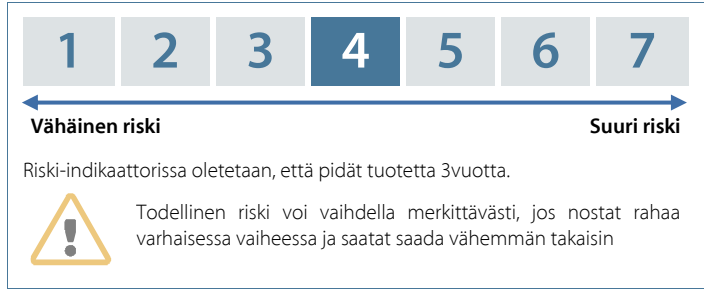 1 2 3 4 5 6 7
Vähäinen riski Suuri riski
Riski-indikaattorissa oletetaan, että pidät tuotetta 3vuotta.
Todellinen riski voi vaihdella merkittävästi, jos nostat rahaa
varhaisessa vaiheessa ja saatat saada vähemmän takaisin